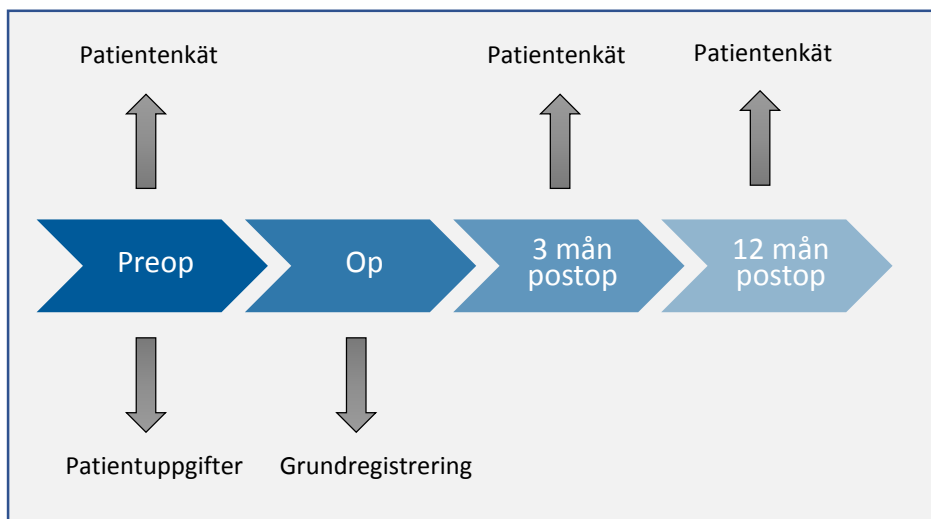 Patientenkät
Patientenkät
Patientenkät
Preop
Op
3 mån
postop
12 mån
postop
Patientuppgifter
Grundregistrering